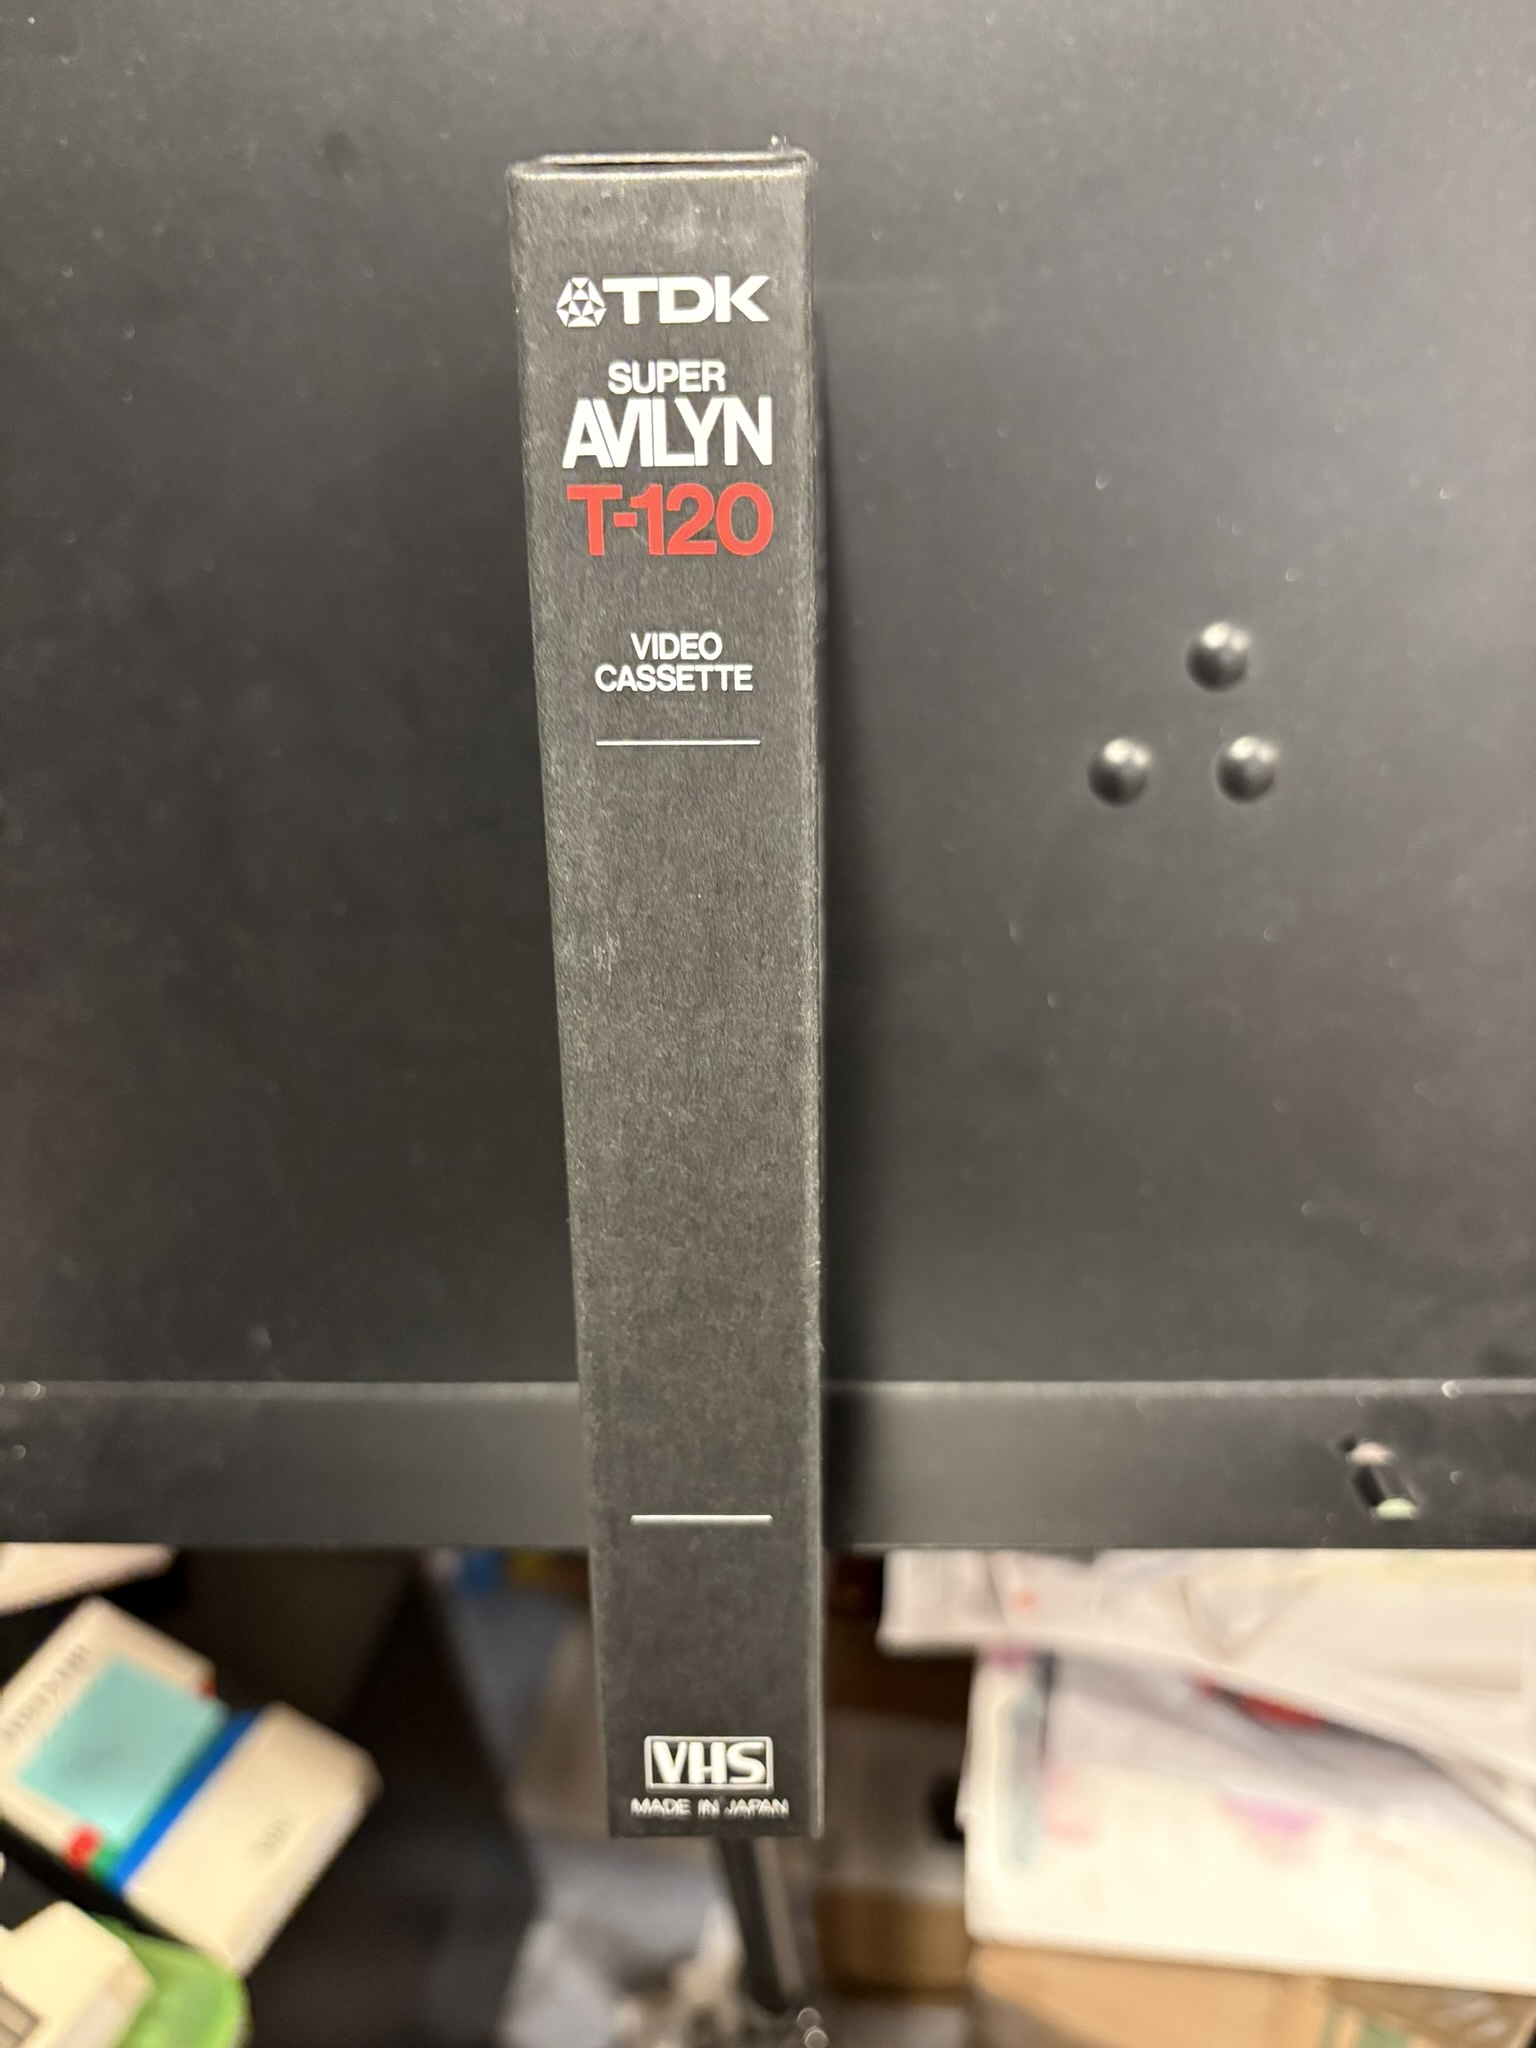 TDK
SUPER
AVILYN
T-120
VIDEO
CASSETTE
VHS
MADE IN JAPAN